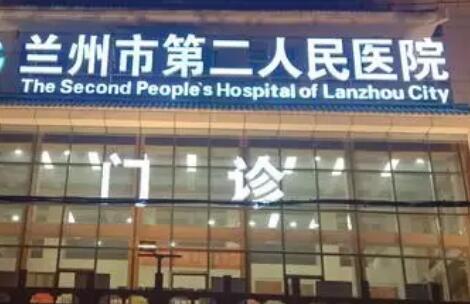 兰州市第二人民医院
The Second People's Hospital of Lanzhou City
门诊